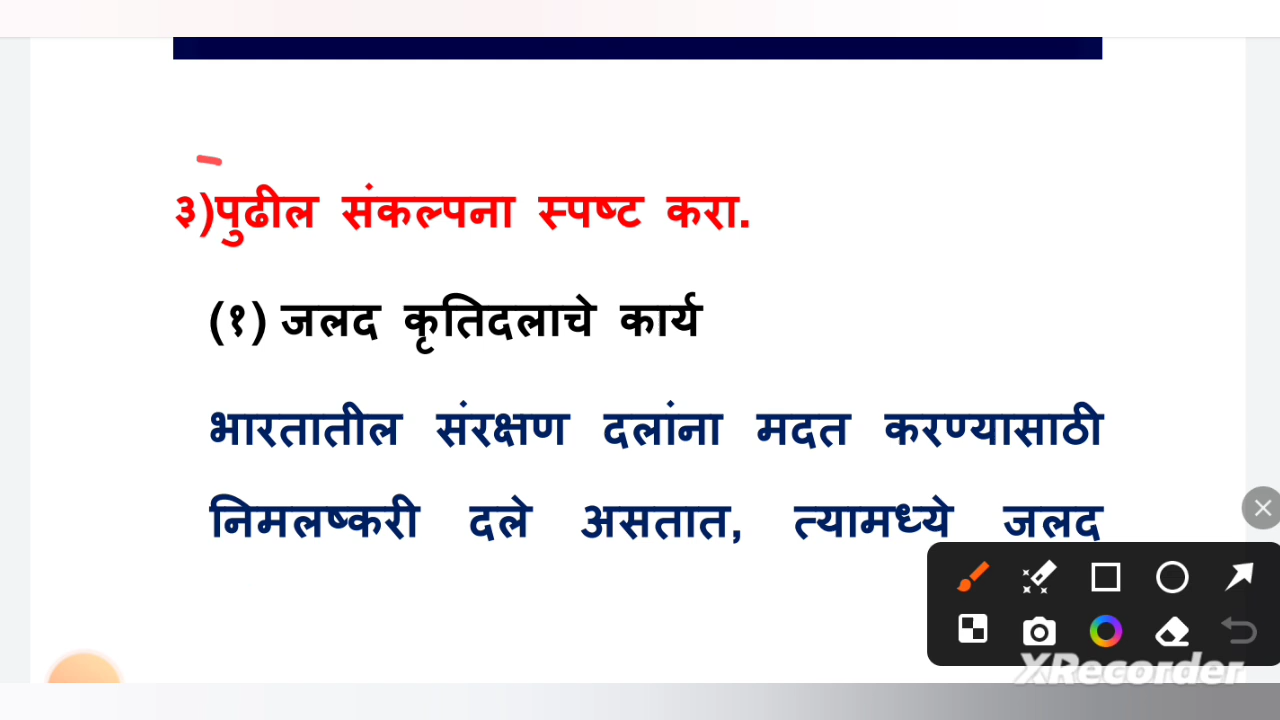 ३)पुढील संकल्पना स्पष्ट करा.
(१) जलद कृतिदलाचे कार्य
भारतातील संरक्षण दलांना मदत करण्यासाठी
निमलष्करी दले असतात, त्यामध्ये जलद
XRecorder